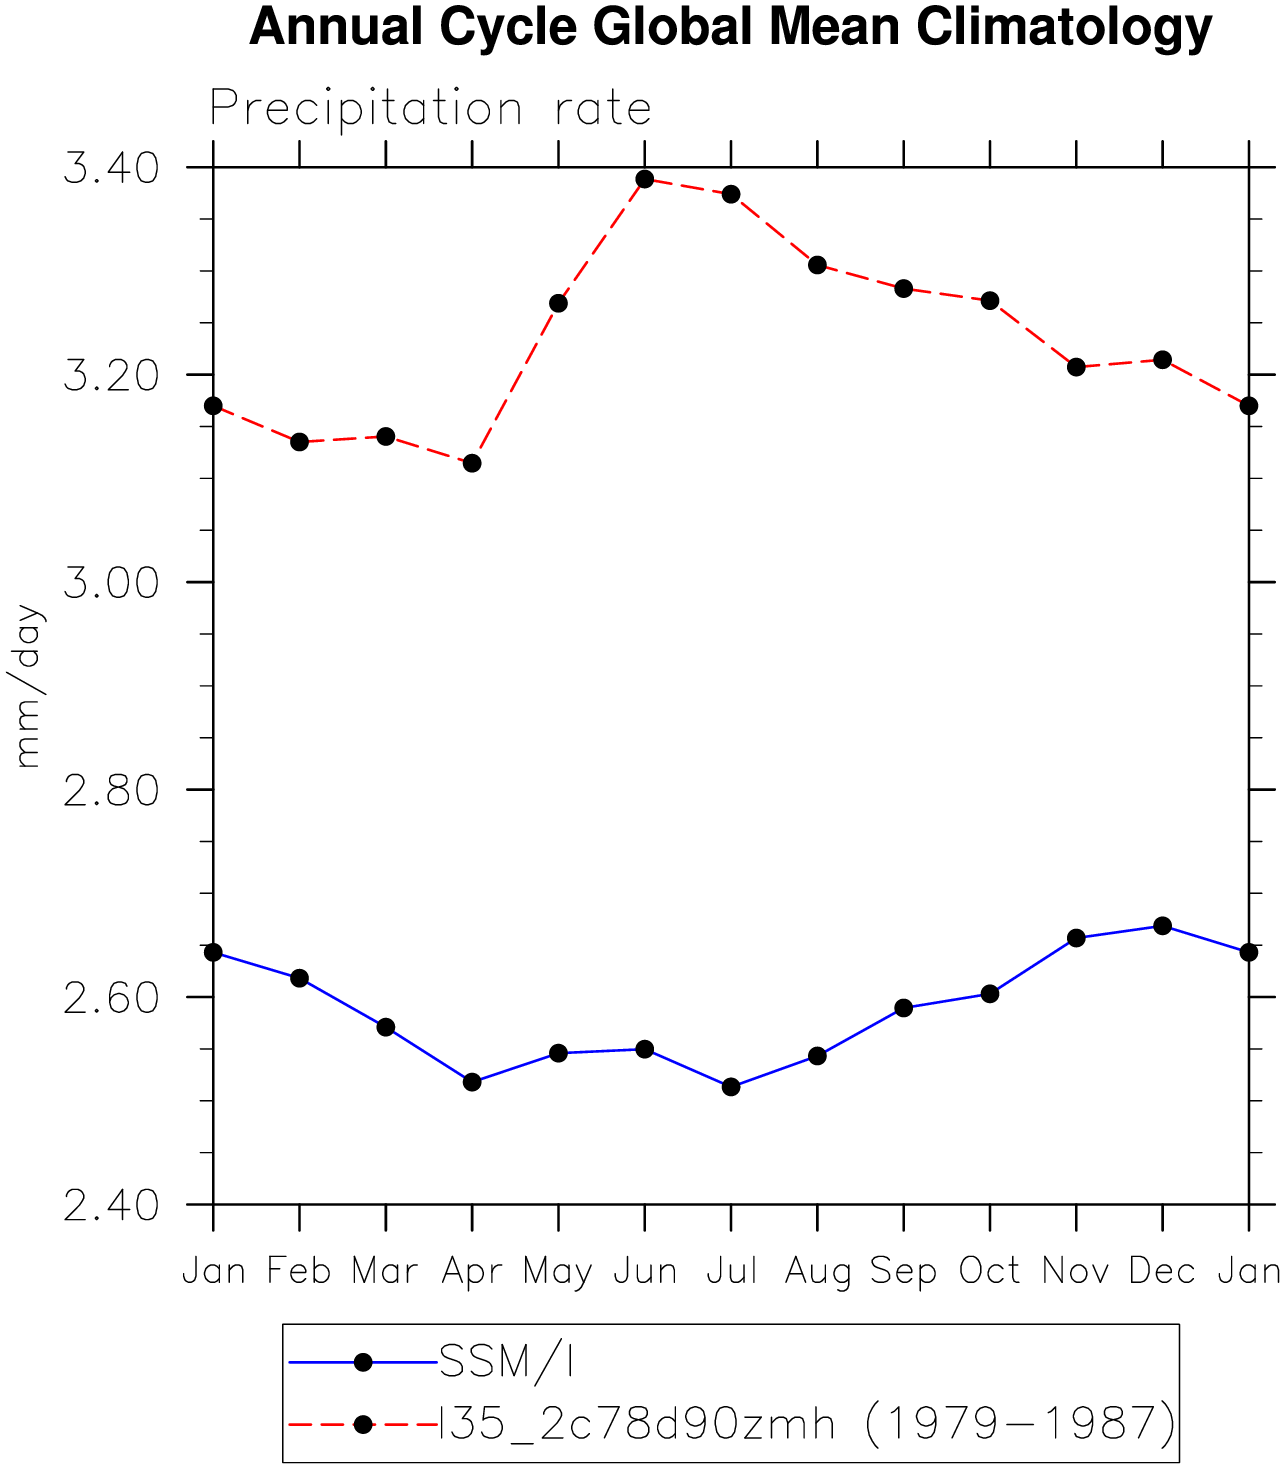 Annual Cycle Global Mean Climatology
Precipitation rate
3.40
3.20
3.00
2.80
2.60
2.40
mm/day
Jan Feb Mar Apr May Jun Jul Aug Sep Oct Nov Dec Jan
SSM/I
I35_2c78d90zmh (1979-1987)